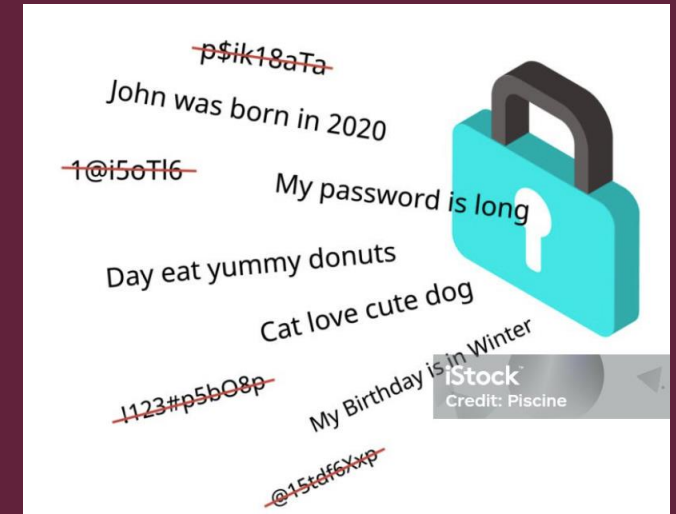 p$ik18aTa
John was born in 2020
1@i5oTl6
My password is long
Day eat yummy donuts
Cat love cute dog
My Birthday is in Winter
iStock
Credit: Piscine
!123#p5bO8p
@15tdf6Xxp